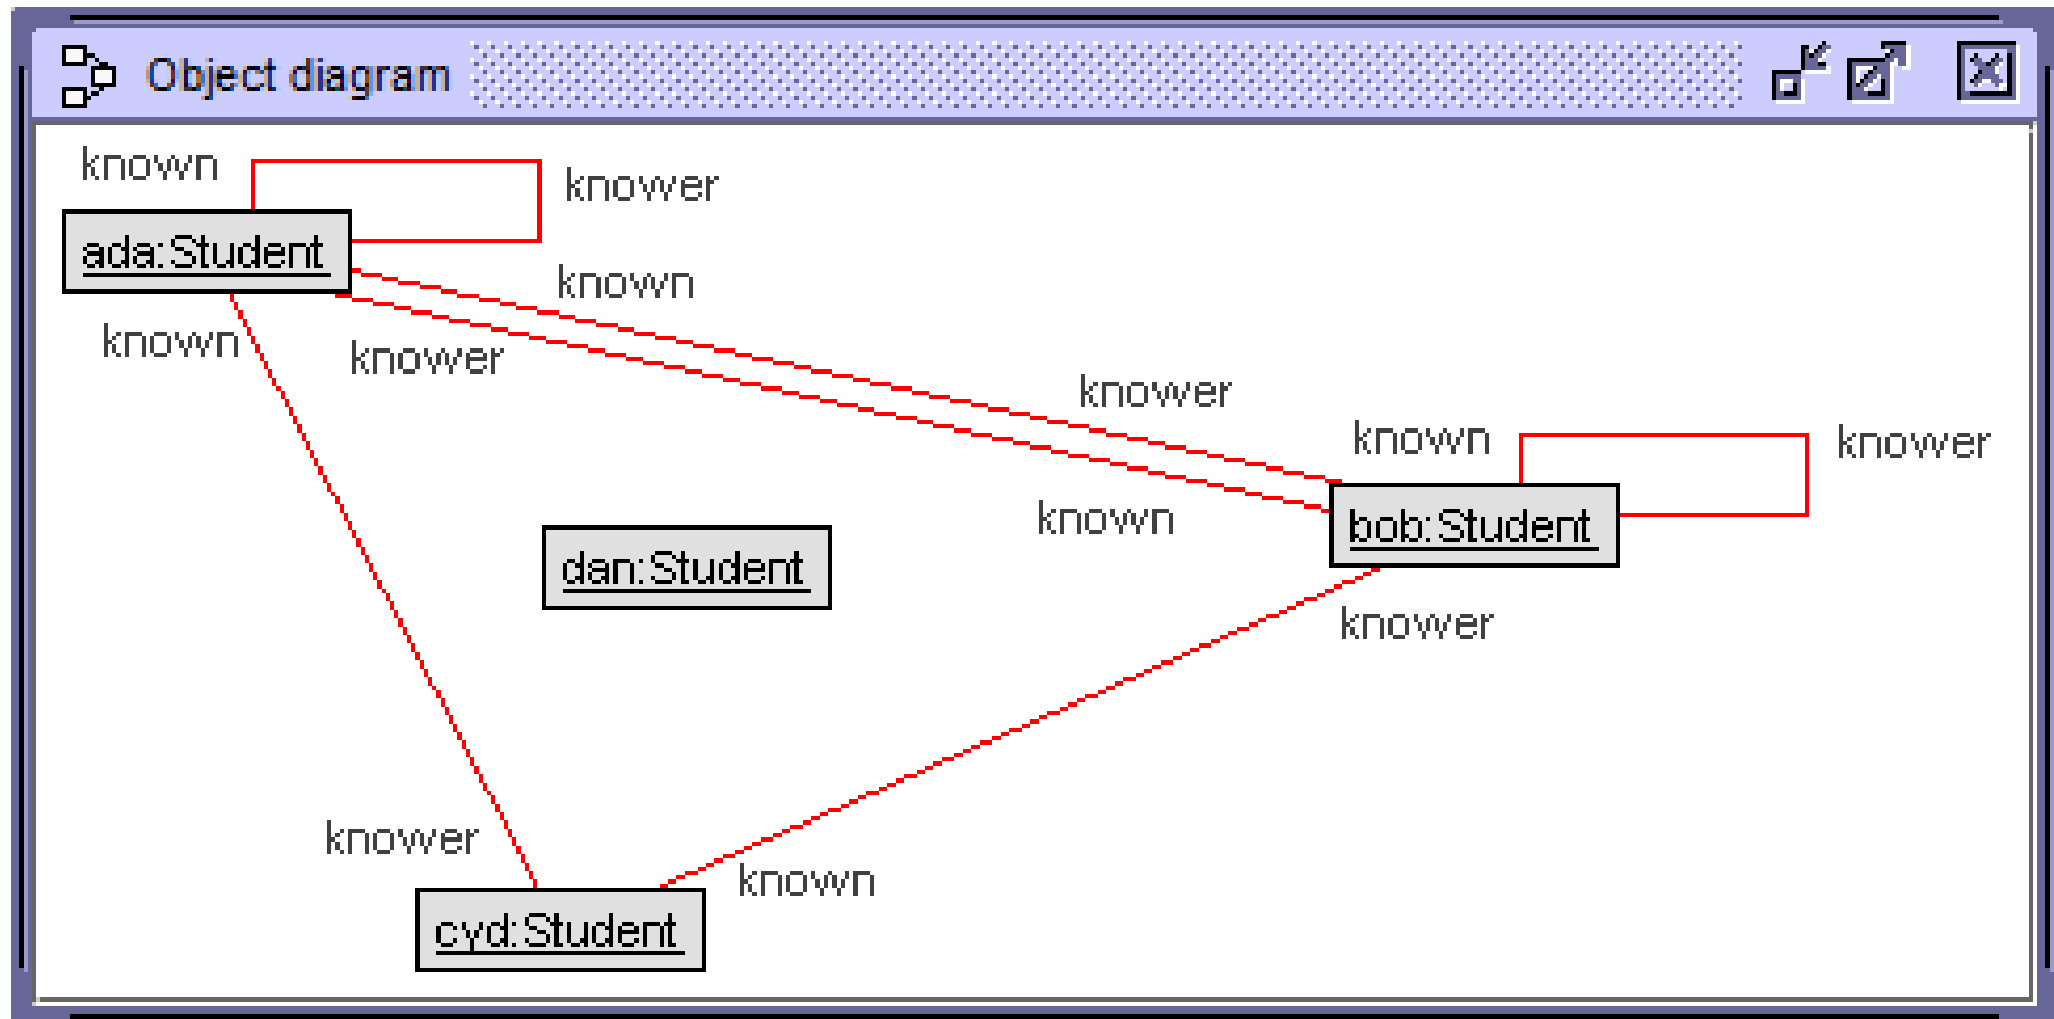 Object diagram
known
knower
ada:Student
known
known
knower
knower
known
knower
known
bob:Student
dan:Student
knower
knower
known
cyd:Student